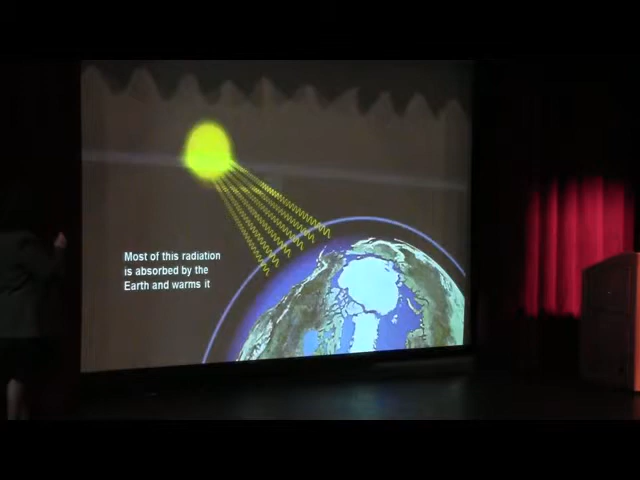 Most of this radiation
is absorbed by the
Earth and warms it